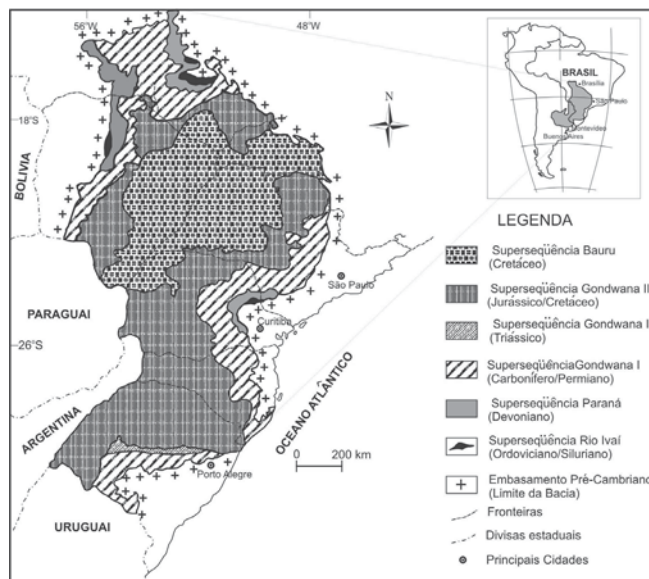 56°W
48°W
18°S
BOLIVIA
PARAGUAI
26°S
ARGENTINA
URUGUAI
São Paulo
Curitiba
Porto Alegre
OCEANO ATLÂNTICO
0 200 km
BRASIL
Brasília
São Paulo
Montevideo
Buenos Aires
LEGENDA
Superseqüência Bauru
(Cretáceo)
Superseqüência Gondwana III
(Jurássico/Cretáceo)
Superseqüência Gondwana II
(Triássico)
SuperseqüênciaGondwana I
(Carbonífero/Permiano)
Superseqüência Paraná
(Devoniano)
Superseqüência Rio Ivaí
(Ordoviciano/Siluriano)
Embasamento Pré-Cambriano
(Limite da Bacia)
Fronteiras
Divisas estaduais
Principais Cidades